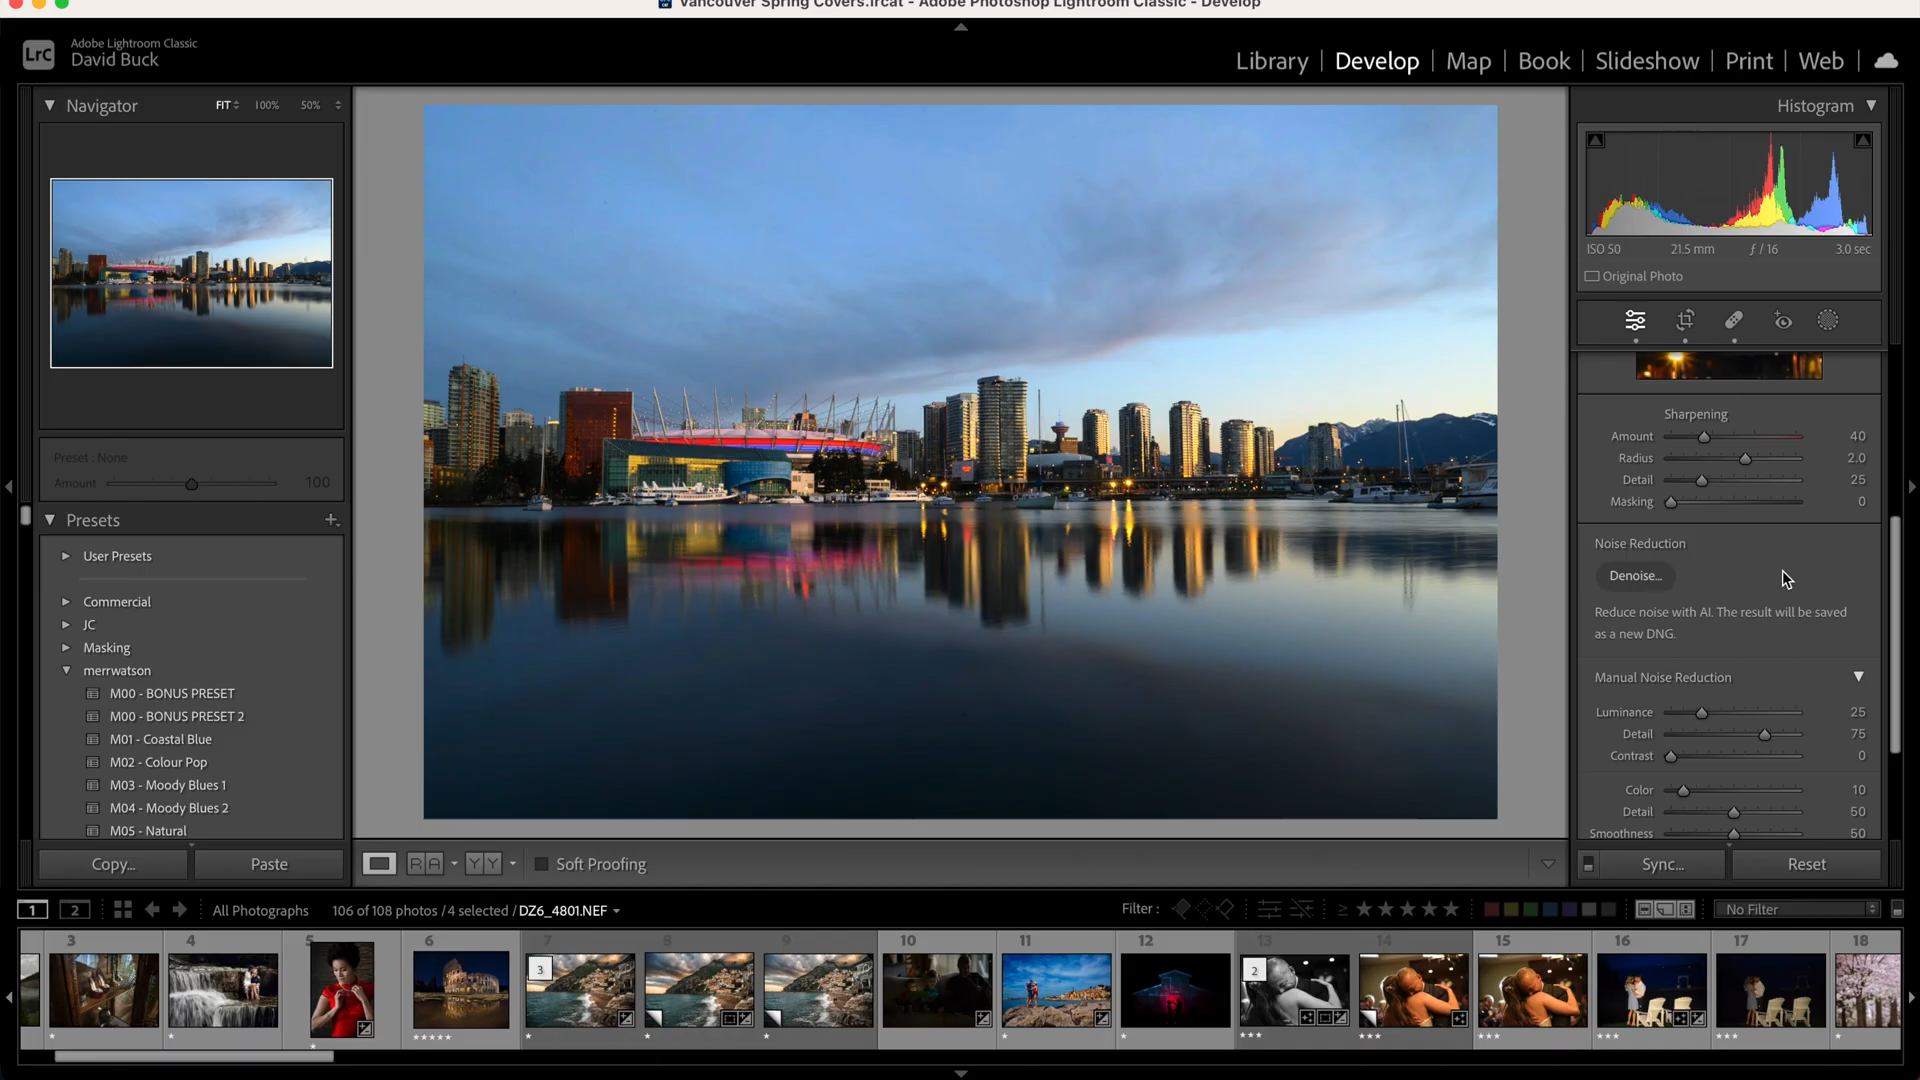 Vancouver Spring Covers.lrcat - Adobe Photoshop Lightroom Classic - Develop
LrC
Adobe Lightroom Classic
David Buck
Library | Develop | Map | Book | Slideshow | Print | Web
Navigator
FIT 100% 50%
Preset : None
Amount 100
Presets
User Presets
Commercial
JC
Masking
merrwatson
M00 - BONUS PRESET
M00 - BONUS PRESET 2
M01 - Coastal Blue
M02 - Colour Pop
M03 - Moody Blues 1
M04 - Moody Blues 2
M05 - Natural
Copy...
Paste
Histogram
ISO 50 21.5 mm ƒ / 16 3.0 sec
Original Photo
Sharpening
Amount 40
Radius 2.0
Detail 25
Masking 0
Noise Reduction
Denoise...
Reduce noise with AI. The result will be saved
as a new DNG.
Manual Noise Reduction
Luminance 25
Detail 75
Contrast 0
Color 10
Detail 50
Smoothness 50
Sync...
Reset
R A
Y Y
Soft Proofing
1 2
All Photographs
106 of 108 photos / 4 selected / DZ6_4801.NEF
Filter :
≥
No Filter
3 4 5 6 7 8 9 10 11 12 13 14 15 16 17 18
3
2